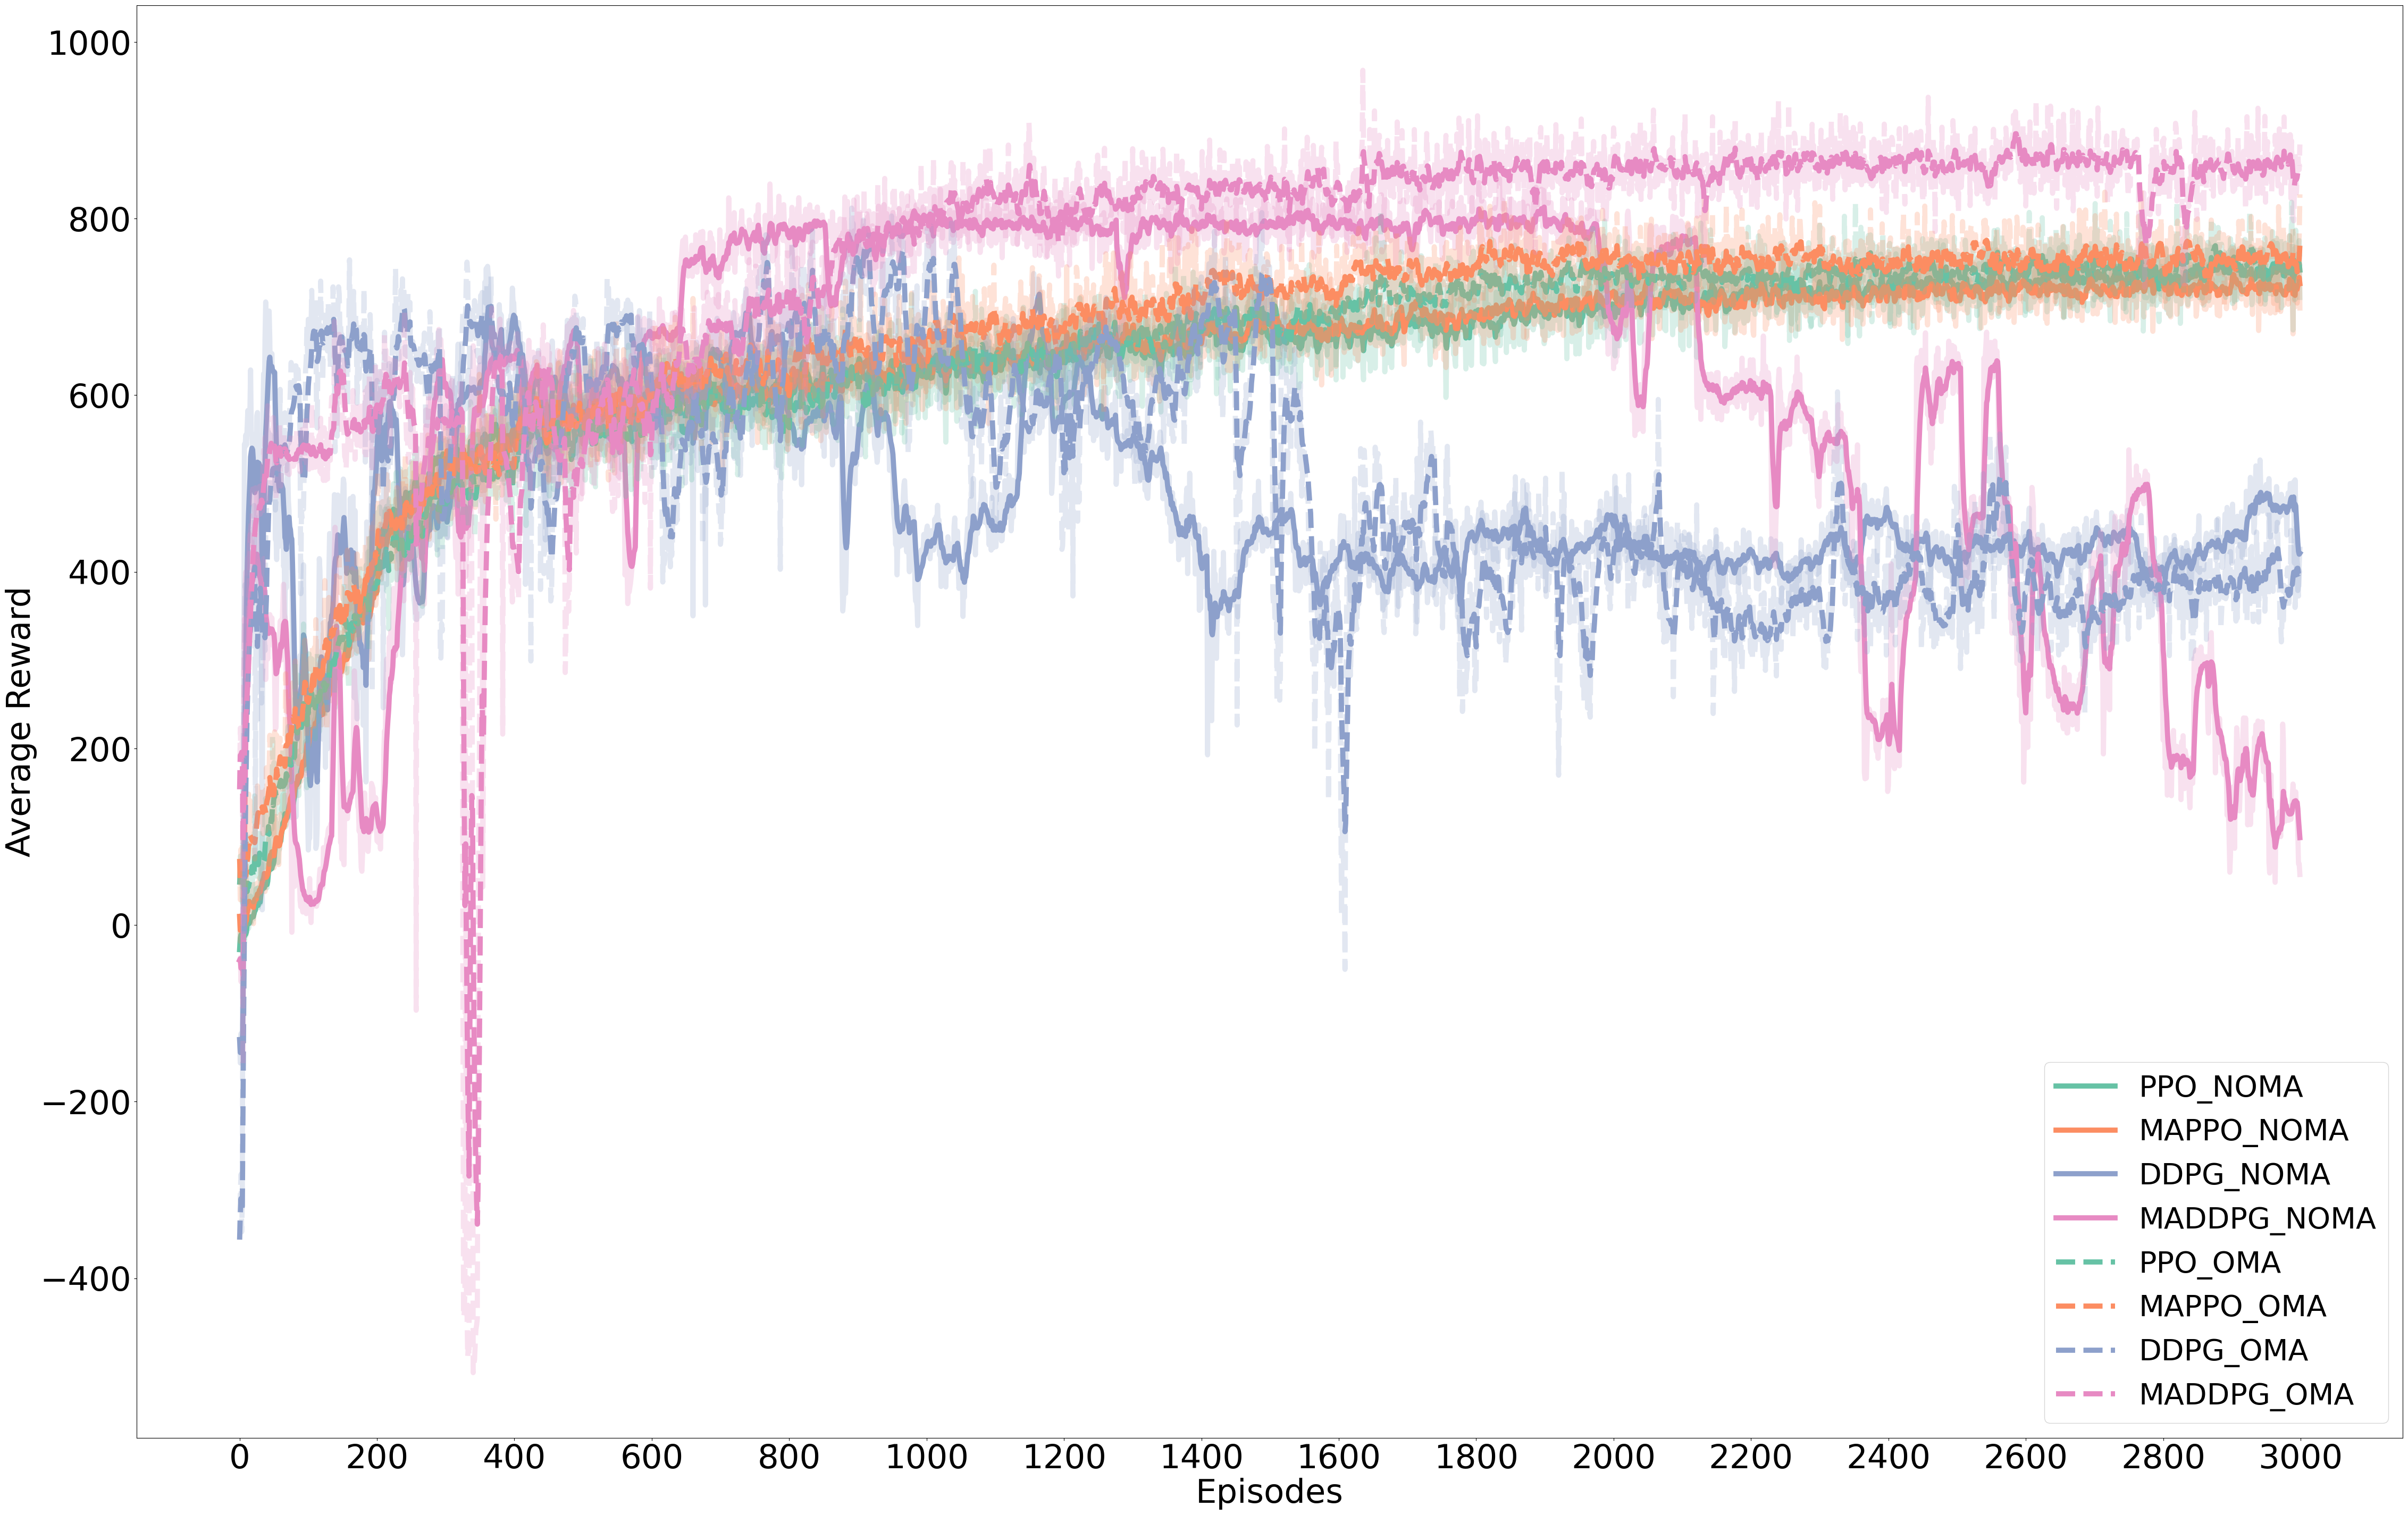 1000
800
600
400
200
0
−200
−400
Average Reward
0 200 400 600 800 1000 1200 1400 1600 1800 2000 2200 2400 2600 2800 3000
Episodes
PPO_NOMA
MAPPO_NOMA
DDPG_NOMA
MADDPG_NOMA
PPO_OMA
MAPPO_OMA
DDPG_OMA
MADDPG_OMA